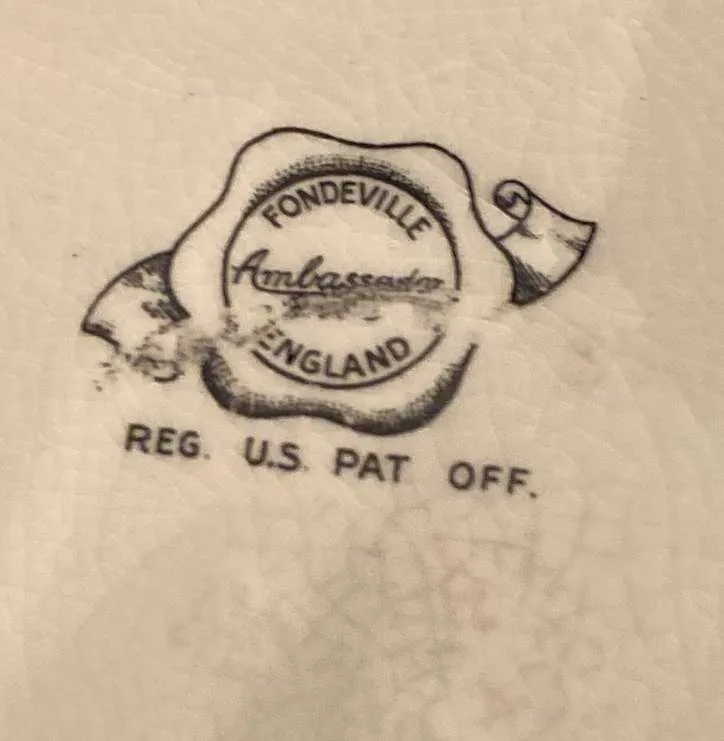 FONDEVILLE
Ambassador
ENGLAND
REG. U.S. PAT OFF.